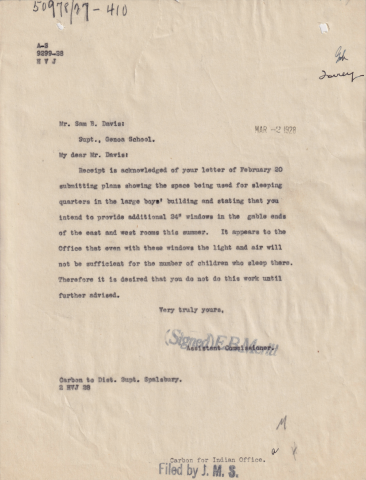 50978/27-410
A-3
9299-28
H V J
Mr. Sam B. Davis:
MAR -2 1928
Supt., Genoa School.
My dear Mr. Davis:
Receipt is acknowledged of your letter of February 20
submitting plans showing the space being used for sleeping
quarters in the large boys' building and stating that you
intend to provide additional 24" windows in the gable ends
of the east and west rooms this summer. It appears to the
Office that even with these windows the light and air will
not be sufficient for the number of children who sleep there.
Therefore it is desired that you do not do this work until
further advised.
Very truly yours,
(Signed) E. B. Meritt
Assistant Commissioner.
Carbon to Dist. Supt. Spalsbury.
2 HVJ 28
Carbon for Indian Office.
Filed by J. M. S.